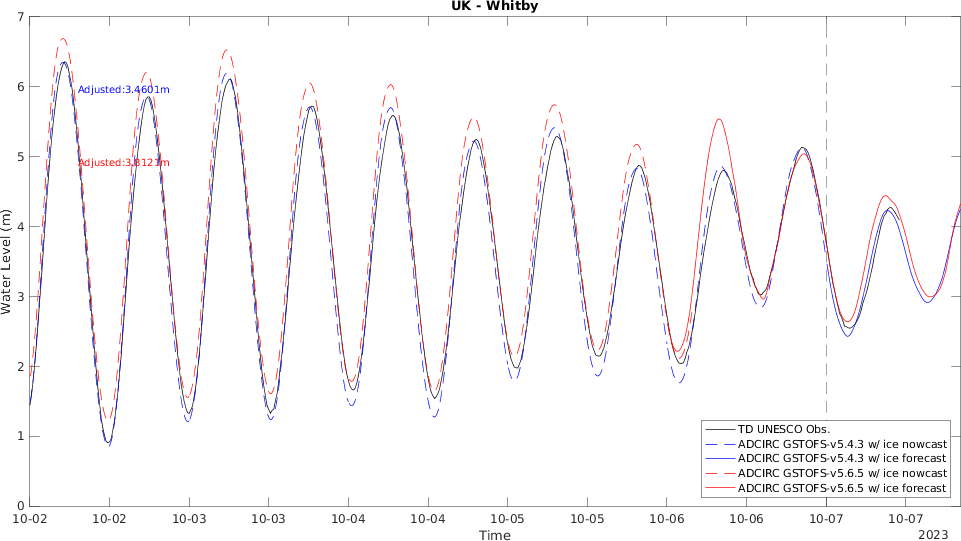 UK - Whitby
7
6
5
4
3
2
1
0
Water Level (m)
Adjusted:3.4601m
Adjusted:3.8121m
TD UNESCO Obs.
ADCIRC GSTOFS-v5.4.3 w/ ice nowcast
ADCIRC GSTOFS-v5.4.3 w/ ice forecast
ADCIRC GSTOFS-v5.6.5 w/ ice nowcast
ADCIRC GSTOFS-v5.6.5 w/ ice forecast
10-02 10-02 10-03 10-03 10-04 10-04 10-05 10-05 10-06 10-06 10-07 10-07
Time
2023